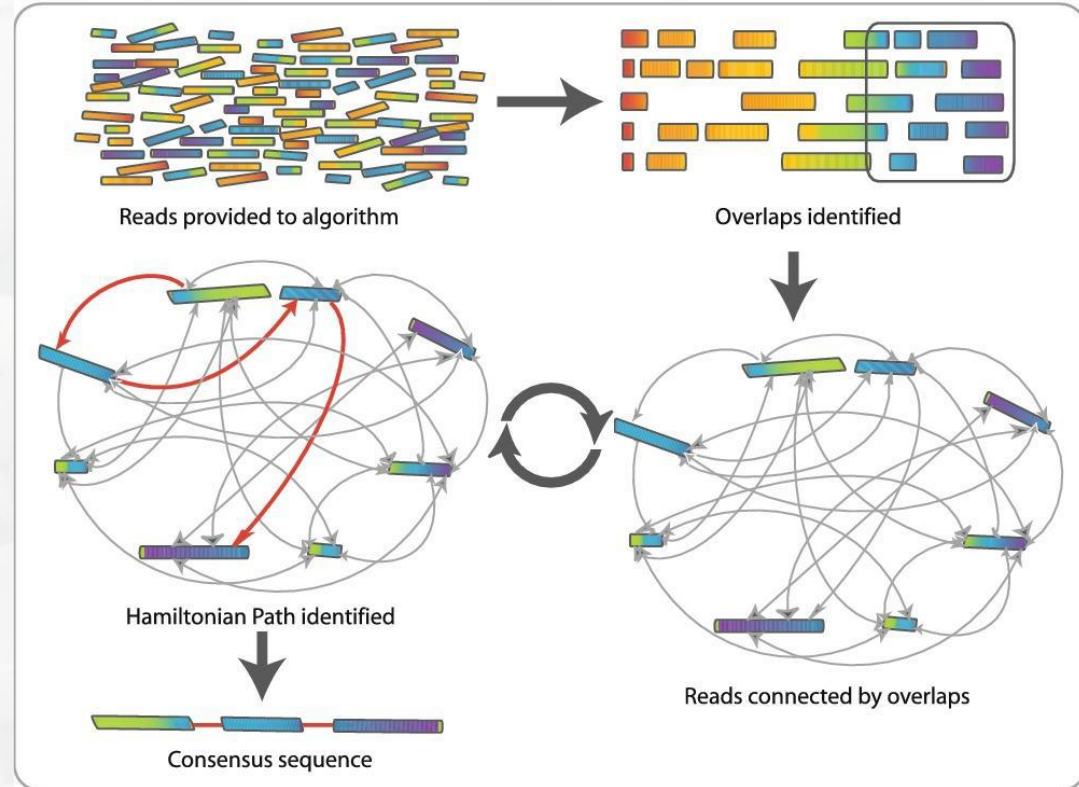 Reads provided to algorithm
Overlaps identified
Hamiltonian Path identified
Reads connected by overlaps
Consensus sequence